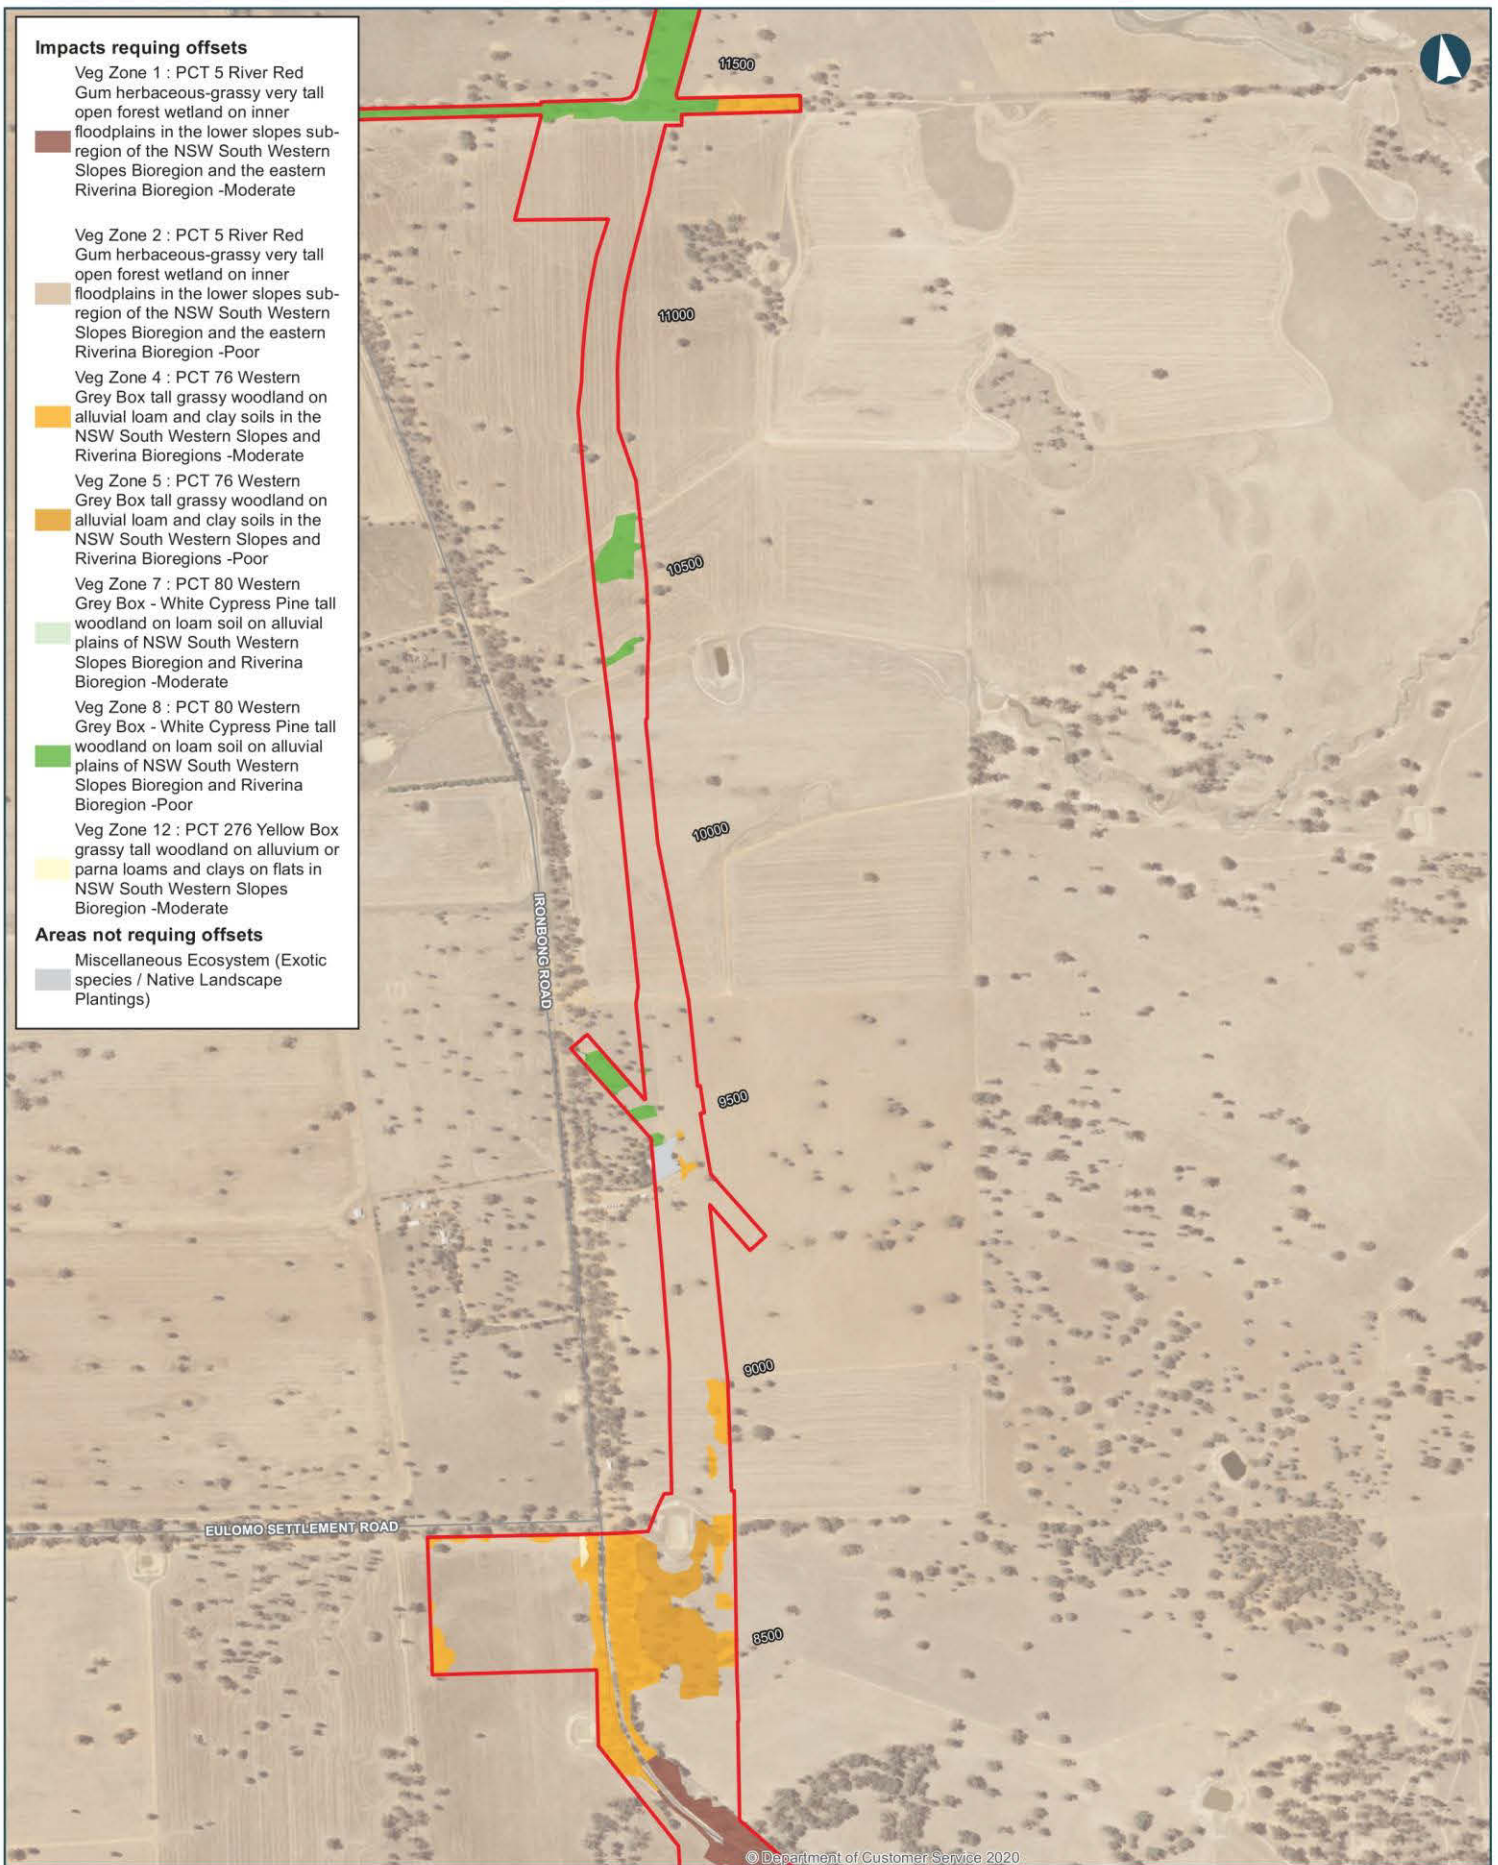 Impacts requing offsets
Veg Zone 1 : PCT 5 River Red
Gum herbaceous-grassy very tall
open forest wetland on inner
floodplains in the lower slopes sub-
region of the NSW South Western
Slopes Bioregion and the eastern
Riverina Bioregion -Moderate
Veg Zone 2 : PCT 5 River Red
Gum herbaceous-grassy very tall
open forest wetland on inner
floodplains in the lower slopes sub-
region of the NSW South Western
Slopes Bioregion and the eastern
Riverina Bioregion -Poor
Veg Zone 4 : PCT 76 Western
Grey Box tall grassy woodland on
alluvial loam and clay soils in the
NSW South Western Slopes and
Riverina Bioregions -Moderate
Veg Zone 5 : PCT 76 Western
Grey Box tall grassy woodland on
alluvial loam and clay soils in the
NSW South Western Slopes and
Riverina Bioregions -Poor
Veg Zone 7 : PCT 80 Western
Grey Box - White Cypress Pine tall
woodland on loam soil on alluvial
plains of NSW South Western
Slopes Bioregion and Riverina
Bioregion -Moderate
Veg Zone 8 : PCT 80 Western
Grey Box - White Cypress Pine tall
woodland on loam soil on alluvial
plains of NSW South Western
Slopes Bioregion and Riverina
Bioregion -Poor
Veg Zone 12 : PCT 276 Yellow Box
grassy tall woodland on alluvium or
parna loams and clays on flats in
NSW South Western Slopes
Bioregion -Moderate
Areas not requing offsets
Miscellaneous Ecosystem (Exotic
species / Native Landscape
Plantings)
11500
11000
10500
10000
IRONBONG ROAD
9500
9000
EULOMO SETTLEMENT ROAD
8500
© Department of Customer Service 2020